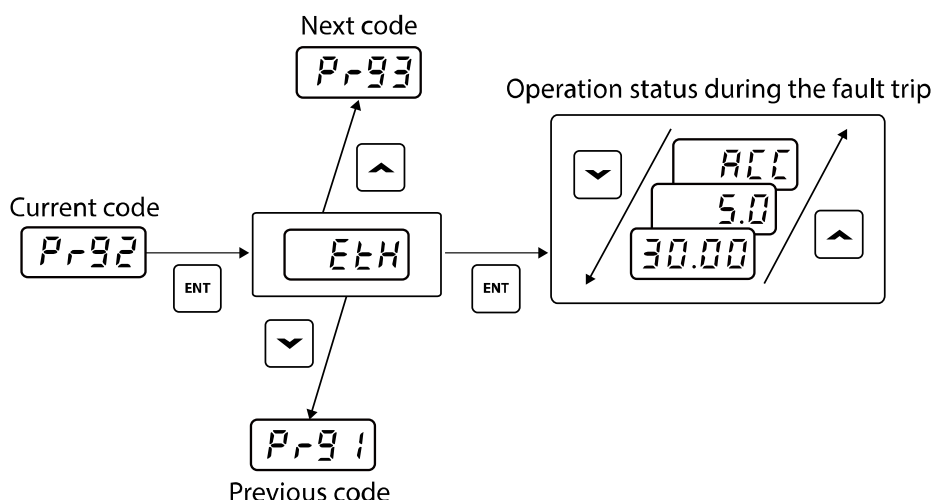 Next code
Pr93
Operation status during the fault trip
ACC
5.0
30.00
Current code
Pr92
ENT
EtH
ENT
Pr91
Previous code